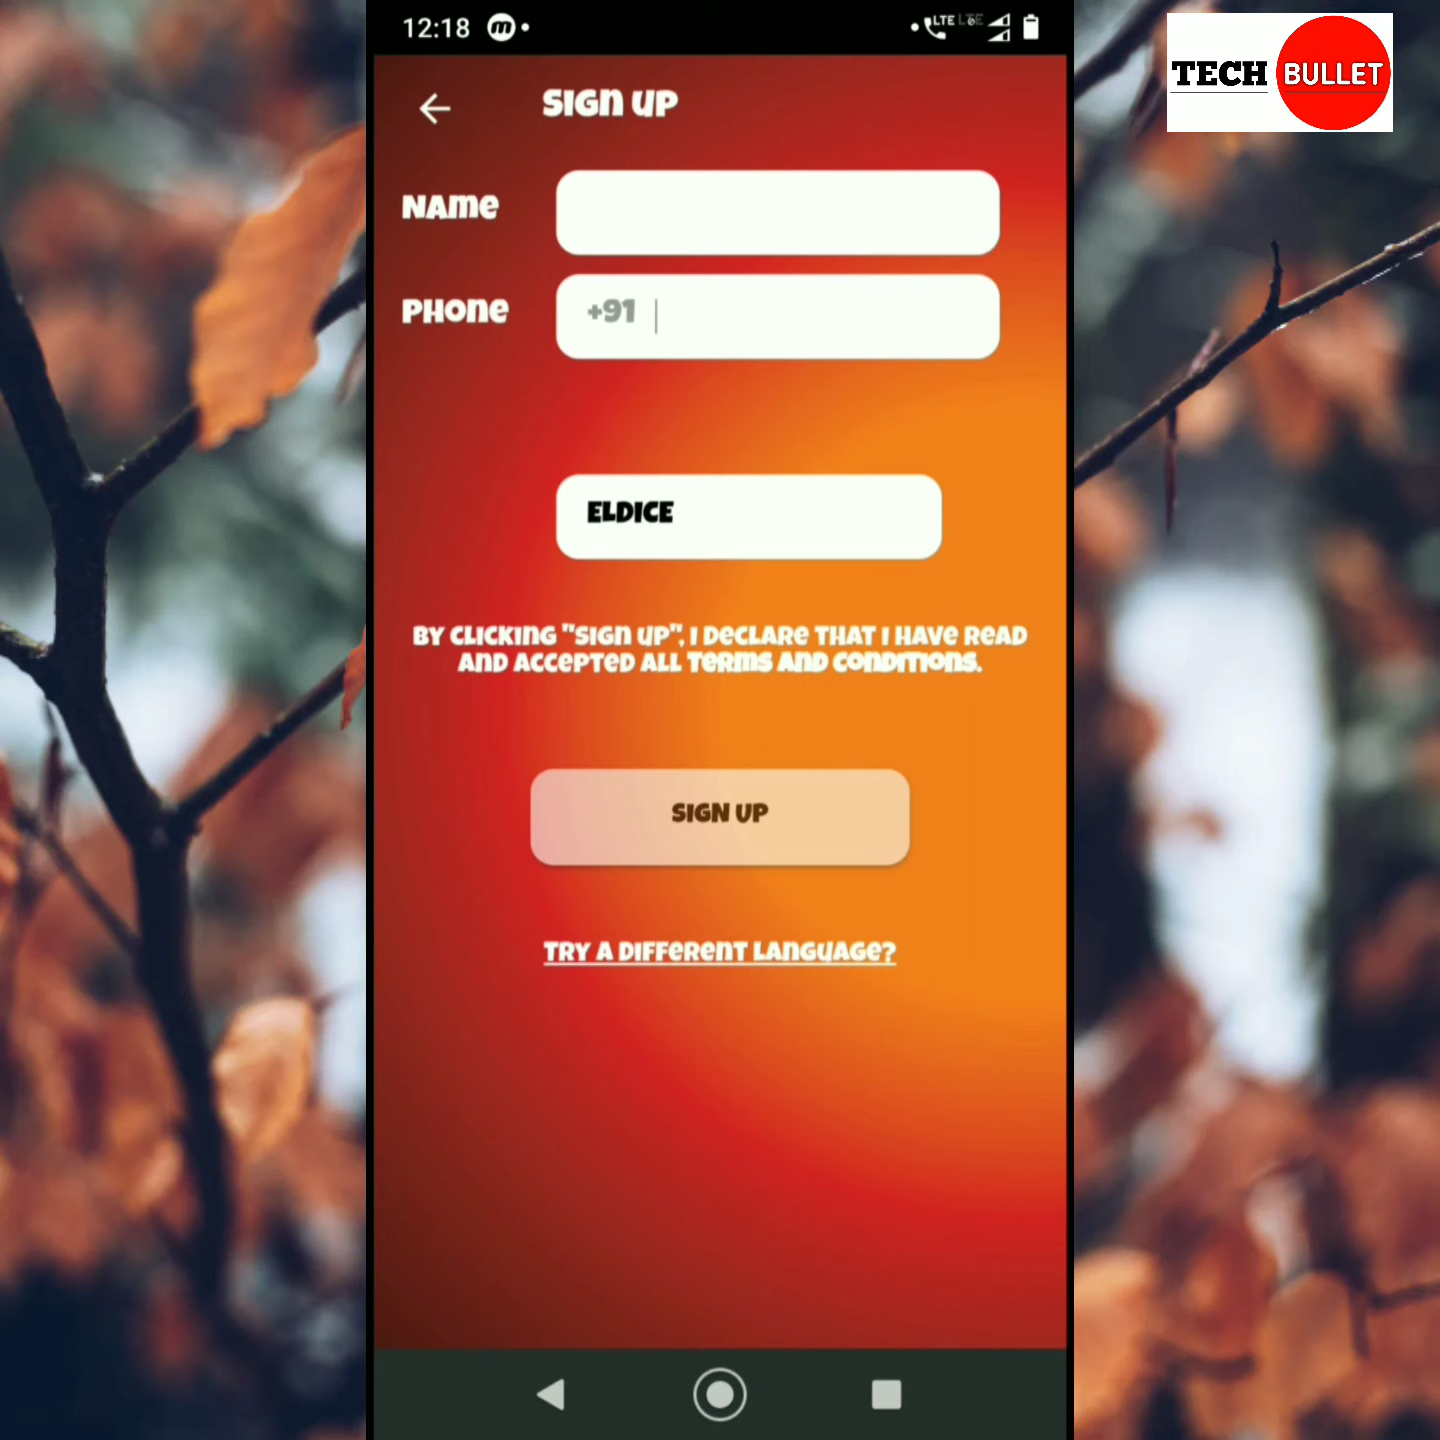 12:18
LTE LTE
TECH BULLET
SIGN UP
NAME
PHONE
+91
ELDICE
BY CLICKING "SIGN UP", I DECLARE THAT I HAVE READ
AND ACCEPTED ALL TERMS AND CONDITIONS.
SIGN UP
TRY A DIFFERENT LANGUAGE?